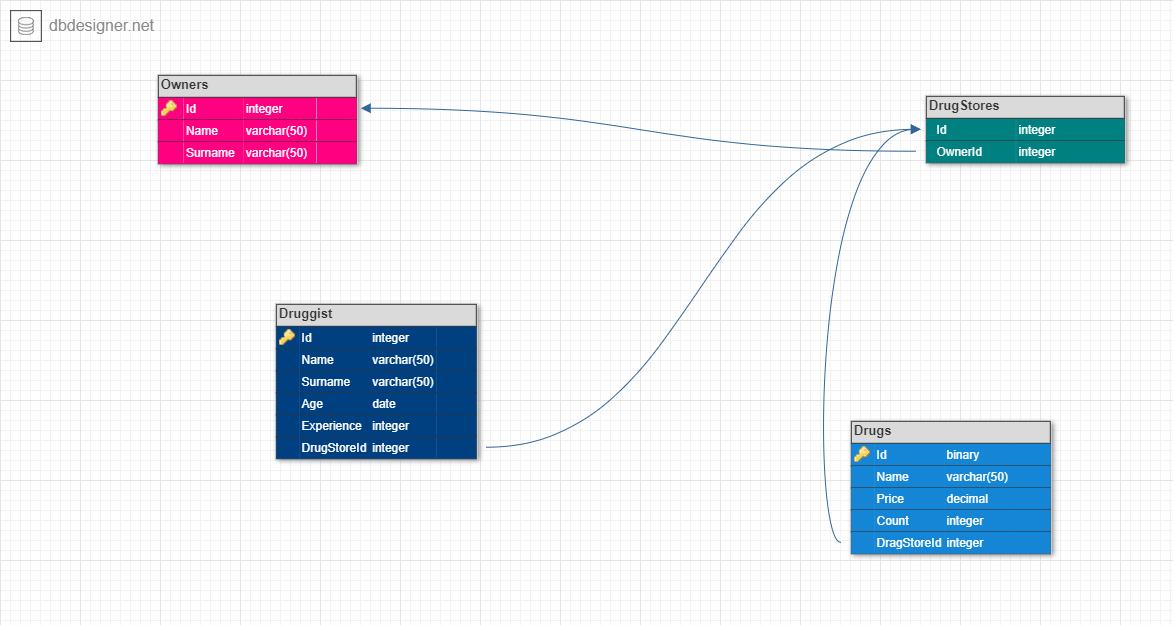 dbdesigner.net
Owners
Id integer
Name varchar(50)
Surname varchar(50)
DrugStores
Id integer
OwnerId integer
Druggist
Id integer
Name varchar(50)
Surname varchar(50)
Age date
Experience integer
DrugStoreId integer
Drugs
Id binary
Name varchar(50)
Price decimal
Count integer
DragStoreId integer